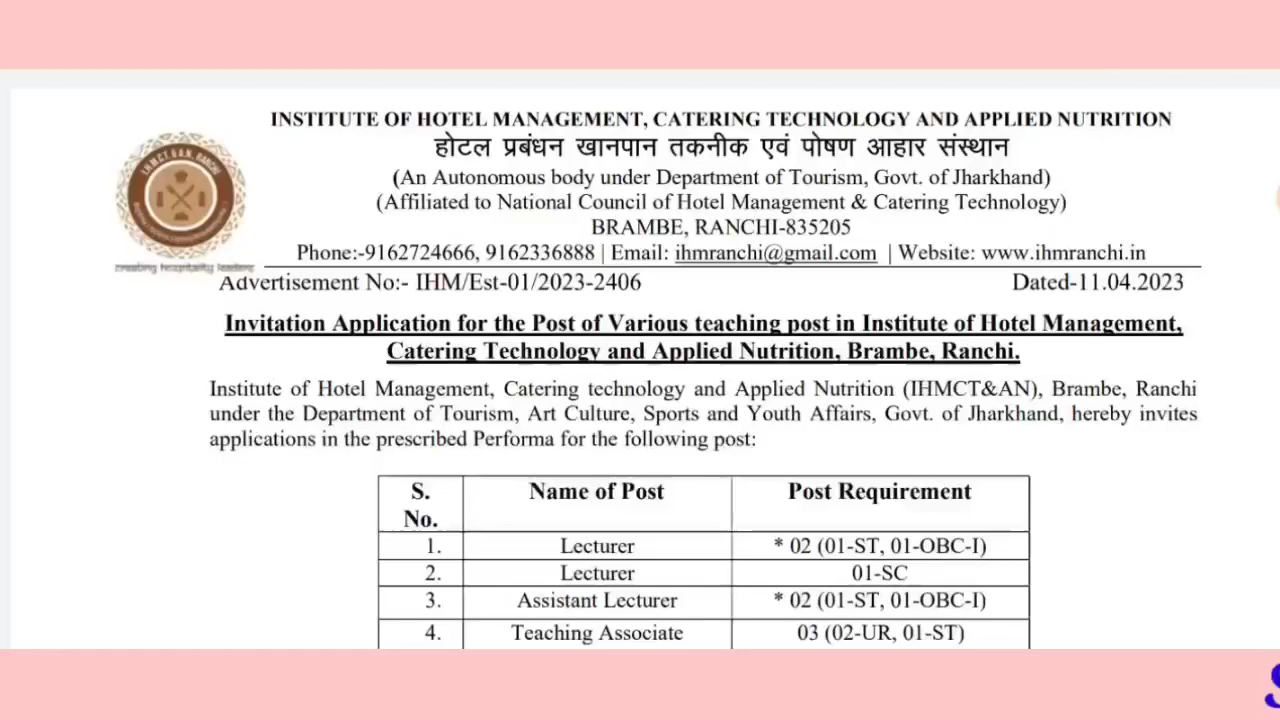 INSTITUTE OF HOTEL MANAGEMENT, CATERING TECHNOLOGY AND APPLIED NUTRITION
होटल प्रबंधन खानपान तकनीक एवं पोषण आहार संस्थान
(An Autonomous body under Department of Tourism, Govt. of Jharkhand)
(Affiliated to National Council of Hotel Management & Catering Technology)
BRAMBE, RANCHI-835205
Phone:-9162724666, 9162336888 | Email: ihmranchi@gmail.com | Website: www.ihmranchi.in
I.H.M.C.T. & A.N. RANCHI
creating hospitality leaders
Advertisement No:- IHM/Est-01/2023-2406 Dated-11.04.2023
Invitation Application for the Post of Various teaching post in Institute of Hotel Management,
Catering Technology and Applied Nutrition, Brambe, Ranchi.
Institute of Hotel Management, Catering technology and Applied Nutrition (IHMCT&AN), Brambe, Ranchi
under the Department of Tourism, Art Culture, Sports and Youth Affairs, Govt. of Jharkhand, hereby invites
applications in the prescribed Performa for the following post:
S. No. Name of Post Post Requirement
1. Lecturer * 02 (01-ST, 01-OBC-I)
2. Lecturer 01-SC
3. Assistant Lecturer * 02 (01-ST, 01-OBC-I)
4. Teaching Associate 03 (02-UR, 01-ST)